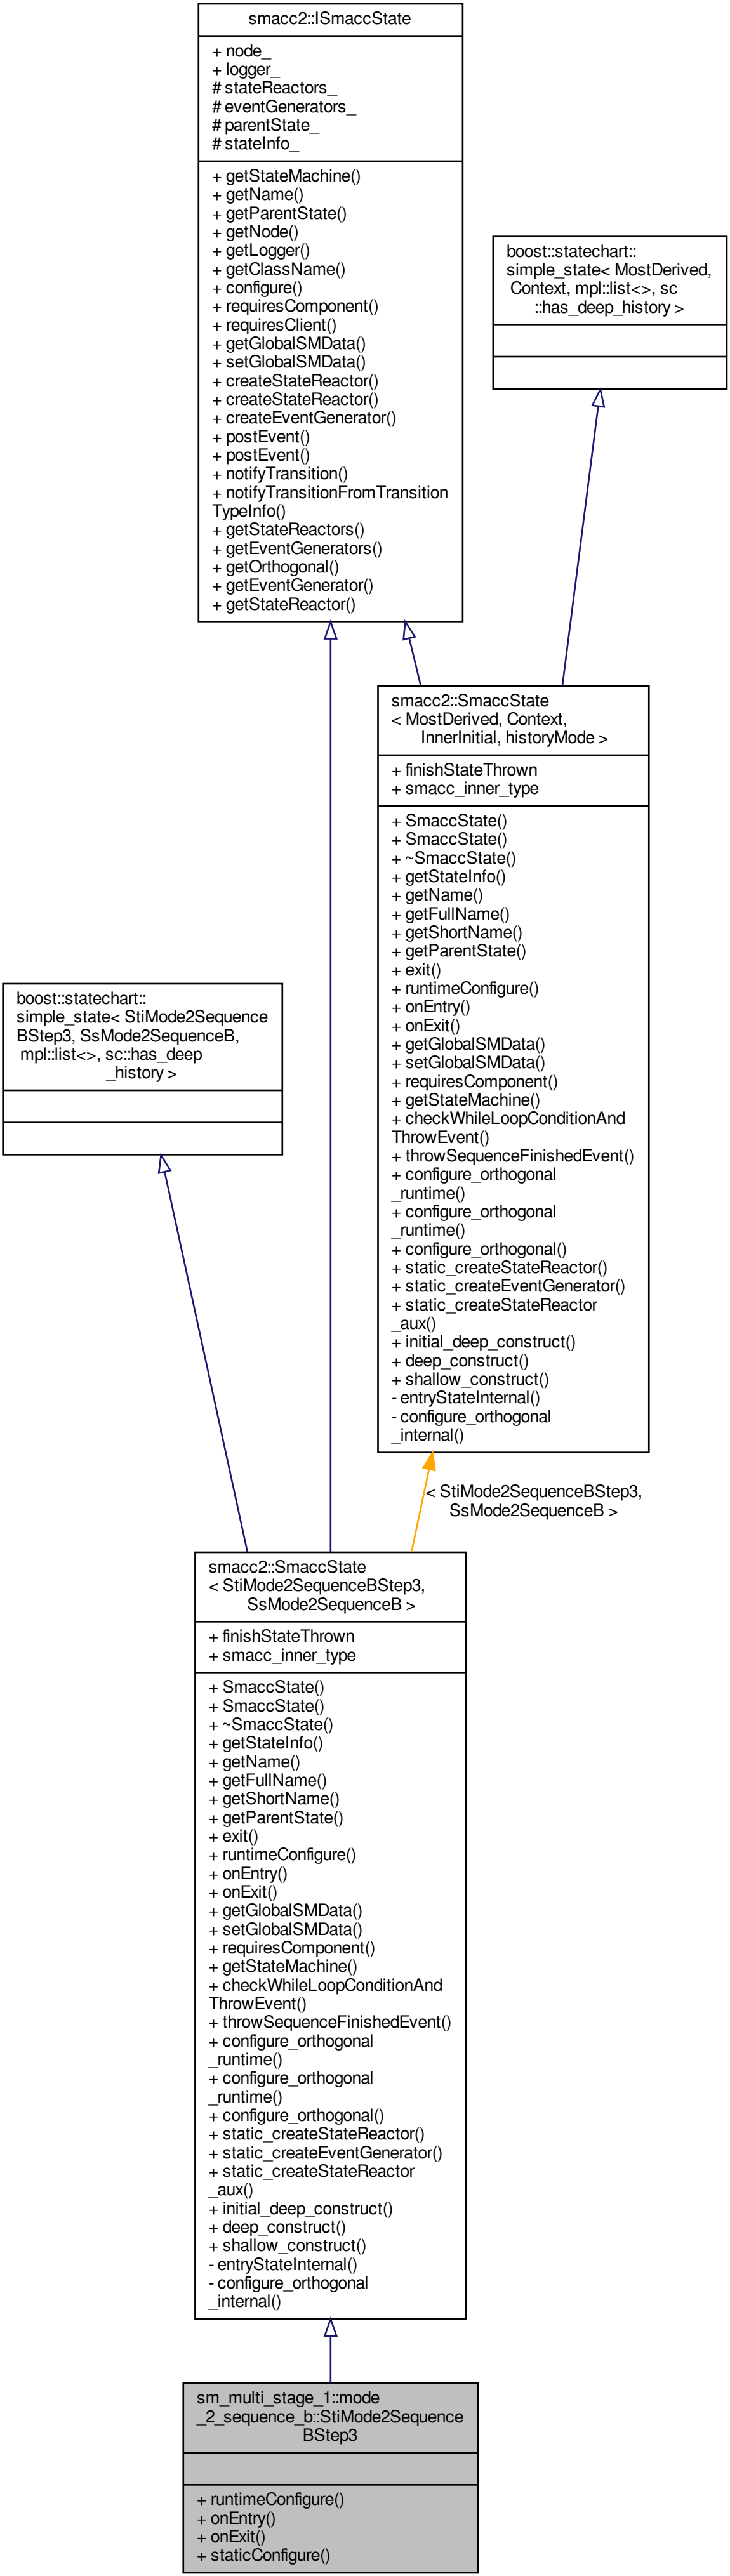 smacc2::ISmaccState
+ node_
+ logger_
# stateReactors_
# eventGenerators_
# parentState_
# stateInfo_
+ getStateMachine()
+ getName()
+ getParentState()
+ getNode()
+ getLogger()
+ getClassName()
+ configure()
+ requiresComponent()
+ requiresClient()
+ getGlobalSMData()
+ setGlobalSMData()
+ createStateReactor()
+ createStateReactor()
+ createEventGenerator()
+ postEvent()
+ postEvent()
+ notifyTransition()
+ notifyTransitionFromTransition
TypeInfo()
+ getStateReactors()
+ getEventGenerators()
+ getOrthogonal()
+ getEventGenerator()
+ getStateReactor()
boost::statechart::
simple_state< MostDerived,
Context, mpl::list<>, sc
::has_deep_history >
smacc2::SmaccState
< MostDerived, Context,
InnerInitial, historyMode >
+ finishStateThrown
+ smacc_inner_type
+ SmaccState()
+ SmaccState()
+ ~SmaccState()
+ getStateInfo()
+ getName()
+ getFullName()
+ getShortName()
+ getParentState()
+ exit()
+ runtimeConfigure()
+ onEntry()
+ onExit()
+ getGlobalSMData()
+ setGlobalSMData()
+ requiresComponent()
+ getStateMachine()
+ checkWhileLoopConditionAnd
ThrowEvent()
+ throwSequenceFinishedEvent()
+ configure_orthogonal
_runtime()
+ configure_orthogonal
_runtime()
+ configure_orthogonal()
+ static_createStateReactor()
+ static_createEventGenerator()
+ static_createStateReactor
_aux()
+ initial_deep_construct()
+ deep_construct()
+ shallow_construct()
- entryStateInternal()
- configure_orthogonal
_internal()
boost::statechart::
simple_state< StiMode2Sequence
BStep3, SsMode2SequenceB,
mpl::list<>, sc::has_deep
_history >
< StiMode2SequenceBStep3,
SsMode2SequenceB >
smacc2::SmaccState
< StiMode2SequenceBStep3,
SsMode2SequenceB >
+ finishStateThrown
+ smacc_inner_type
+ SmaccState()
+ SmaccState()
+ ~SmaccState()
+ getStateInfo()
+ getName()
+ getFullName()
+ getShortName()
+ getParentState()
+ exit()
+ runtimeConfigure()
+ onEntry()
+ onExit()
+ getGlobalSMData()
+ setGlobalSMData()
+ requiresComponent()
+ getStateMachine()
+ checkWhileLoopConditionAnd
ThrowEvent()
+ throwSequenceFinishedEvent()
+ configure_orthogonal
_runtime()
+ configure_orthogonal
_runtime()
+ configure_orthogonal()
+ static_createStateReactor()
+ static_createEventGenerator()
+ static_createStateReactor
_aux()
+ initial_deep_construct()
+ deep_construct()
+ shallow_construct()
- entryStateInternal()
- configure_orthogonal
_internal()
sm_multi_stage_1::mode
_2_sequence_b::StiMode2Sequence
BStep3
+ runtimeConfigure()
+ onEntry()
+ onExit()
+ staticConfigure()